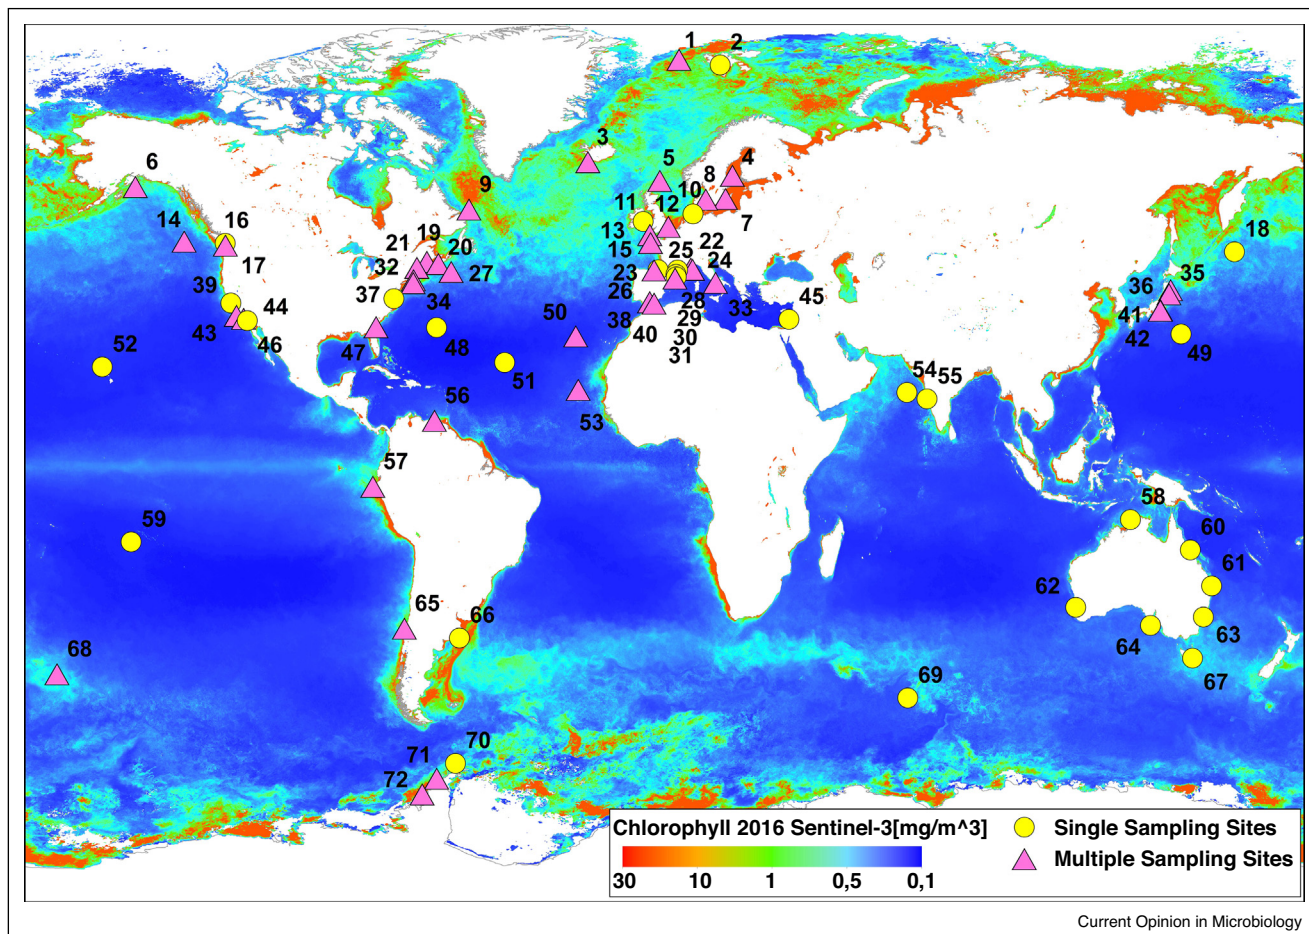 1 2
3
6 5 4
9 8
10
11 12
14 16 13 7
21 19 15 25 22 18
20
32 17 27 23 24 35
39 36
37 34 26 28 33 45
44 50 41
43 38 40 29 42
46 47 48 30 49
52 31
51
54 55
56 53
57
58
59 60
61
62
65 66
63
64
68 67
69
70
71
72
Chlorophyll 2016 Sentinel-3[mg/m^3]
30 10 1 0,5 0,1
Single Sampling Sites
Multiple Sampling Sites
Current Opinion in Microbiology